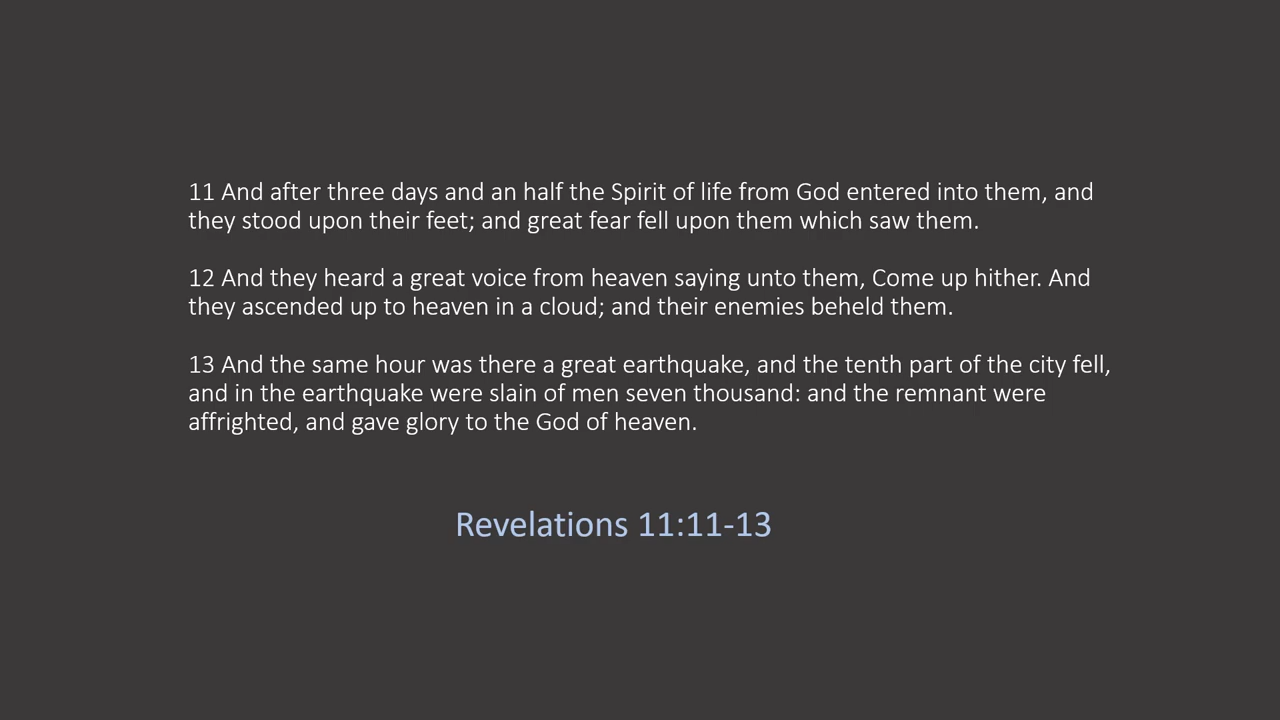 11 And after three days and an half the Spirit of life from God entered into them, and
they stood upon their feet; and great fear fell upon them which saw them.
12 And they heard a great voice from heaven saying unto them, Come up hither. And
they ascended up to heaven in a cloud; and their enemies beheld them.
13 And the same hour was there a great earthquake, and the tenth part of the city fell,
and in the earthquake were slain of men seven thousand: and the remnant were
affrighted, and gave glory to the God of heaven.
Revelations 11:11-13